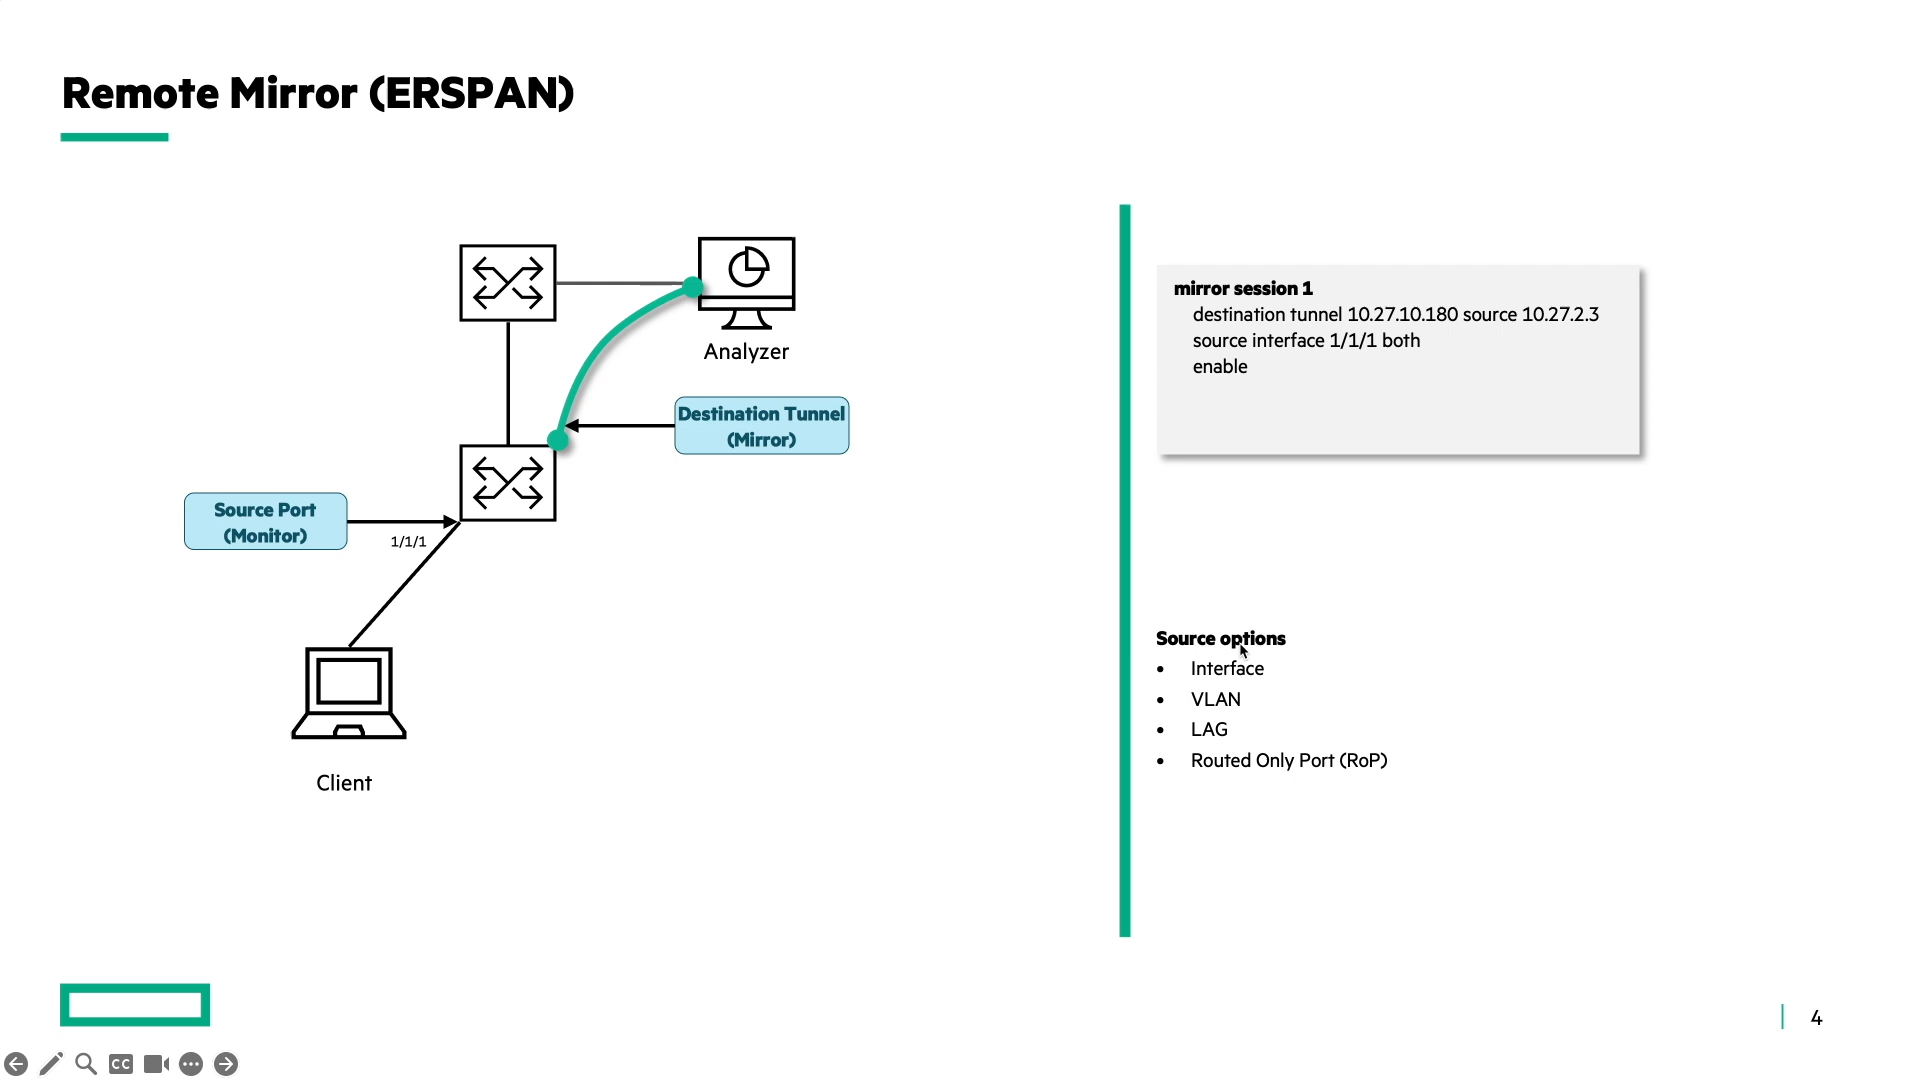 Remote Mirror (ERSPAN)
Analyzer
Destination Tunnel
(Mirror)
Source Port
(Monitor)
1/1/1
Client
mirror session 1
destination tunnel 10.27.10.180 source 10.27.2.3
source interface 1/1/1 both
enable
Source options
• Interface
• VLAN
• LAG
• Routed Only Port (RoP)
4
CC